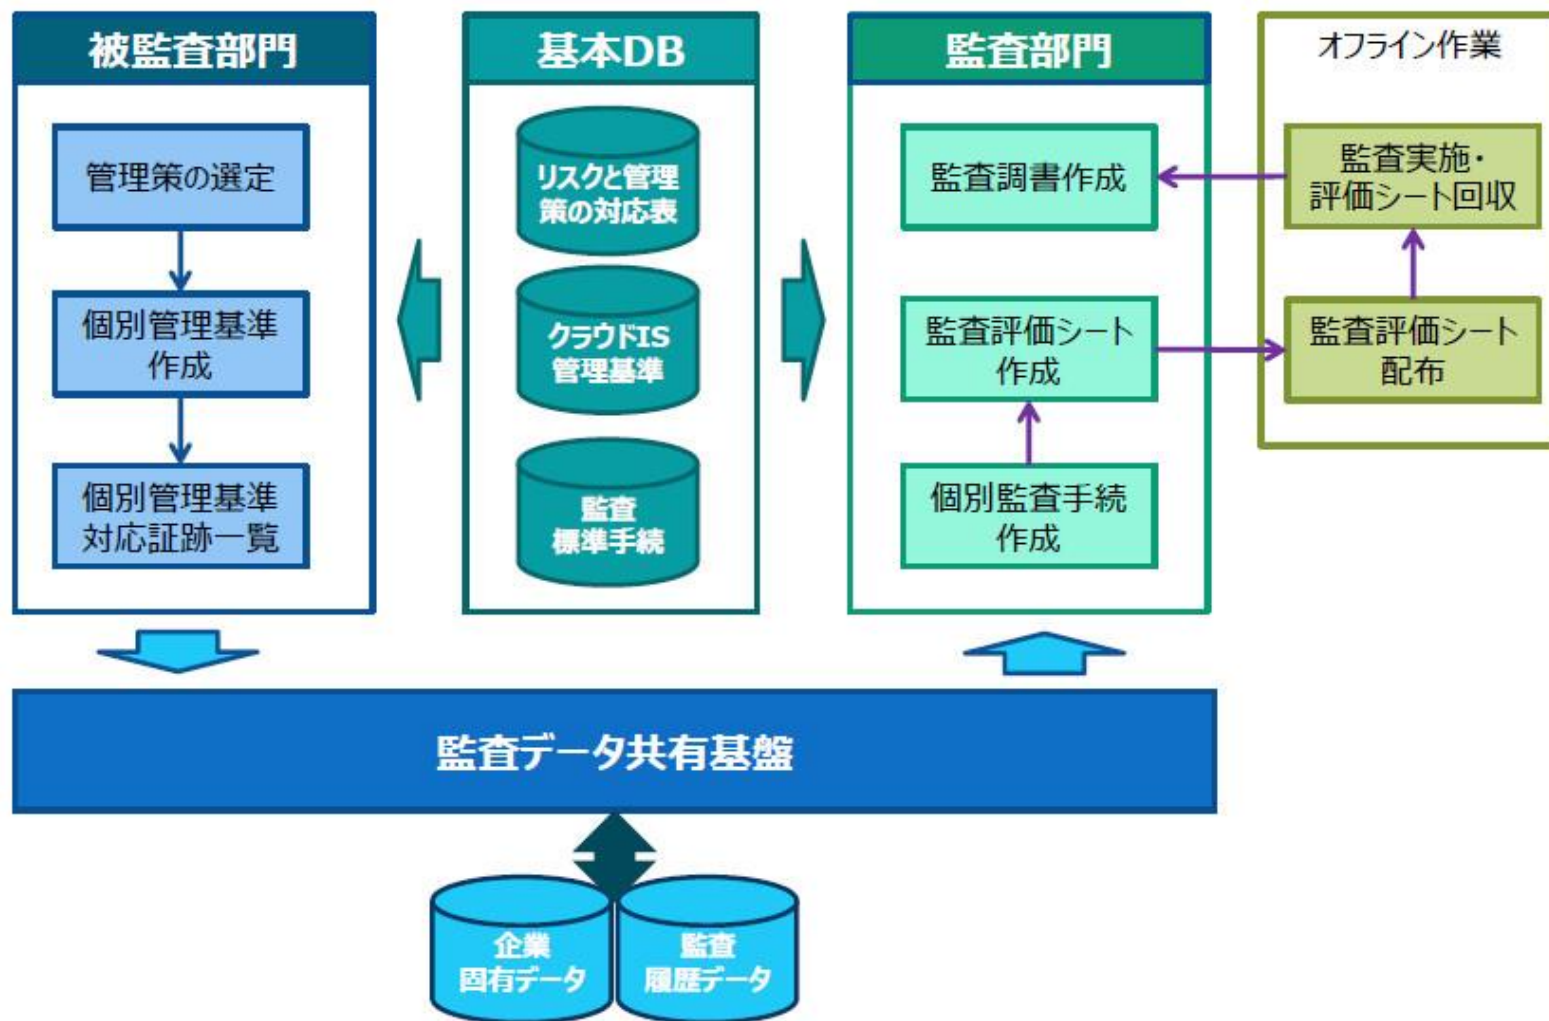 被監査部門
管理策の選定
個別管理基準
作成
個別管理基準
対応証跡一覧
基本DB
リスクと管理
策の対応表
クラウドIS
管理基準
監査
標準手続
監査部門
監査調書作成
監査評価シート
作成
個別監査手続
作成
オフライン作業
監査実施・
評価シート回収
監査評価シート
配布
監査データ共有基盤
企業
固有データ
監査
履歴データ